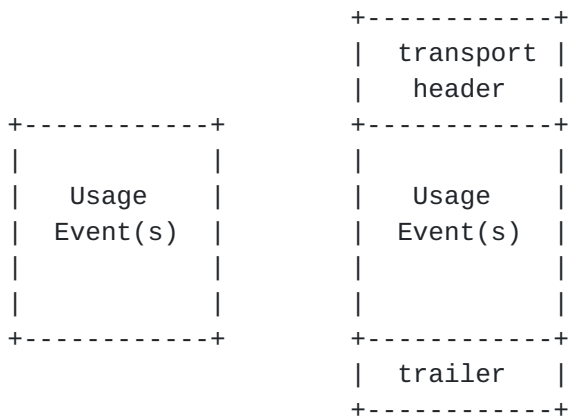 transport
header
Usage Usage
Event(s) Event(s)
trailer